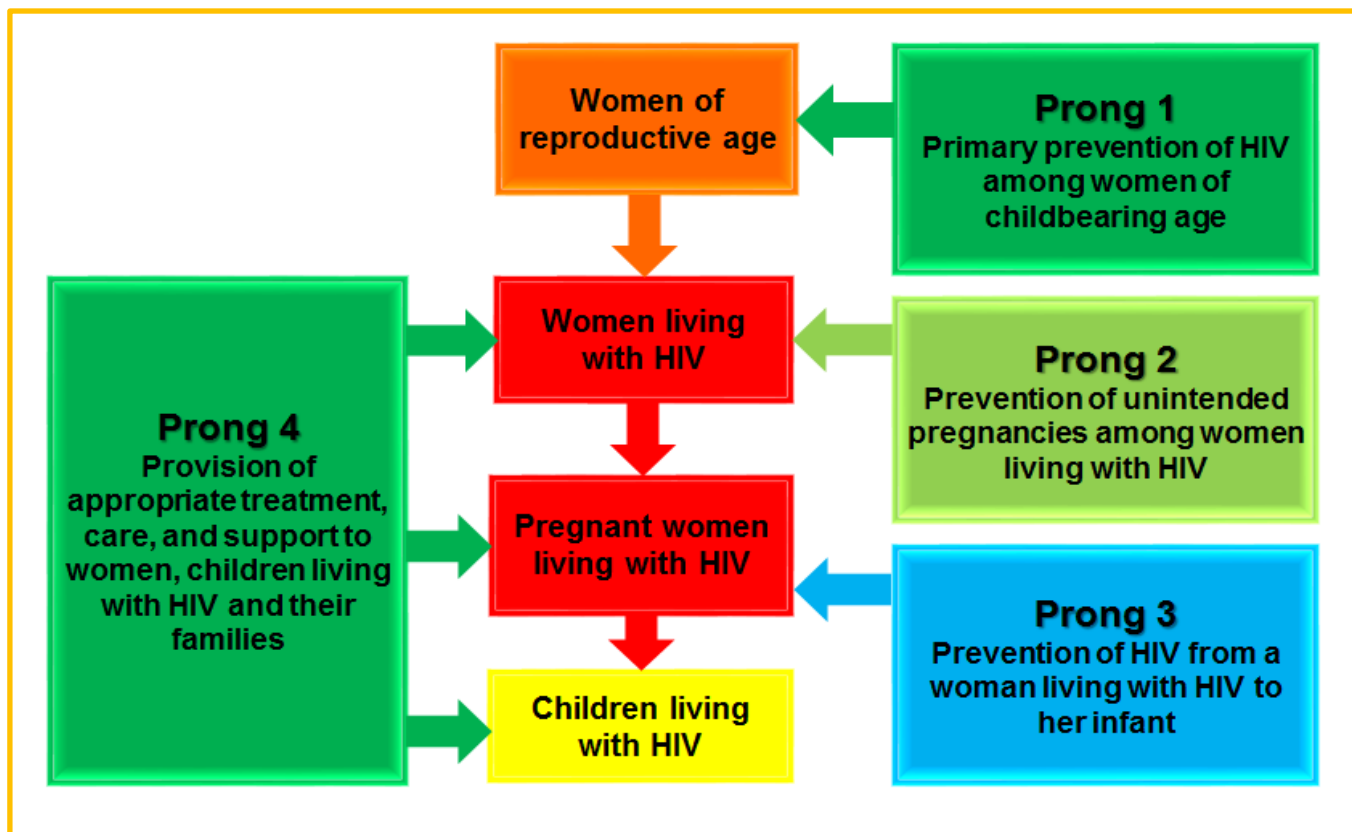 Women of
reproductive age
Prong 1
Primary prevention of HIV
among women of
childbearing age
Women living
with HIV
Prong 2
Prevention of unintended
pregnancies among women
living with HIV
Prong 4
Provision of
appropriate treatment,
care, and support to
women, children living
with HIV and their
families
Pregnant women
living with HIV
Prong 3
Prevention of HIV from a
woman living with HIV to
her infant
Children living
with HIV